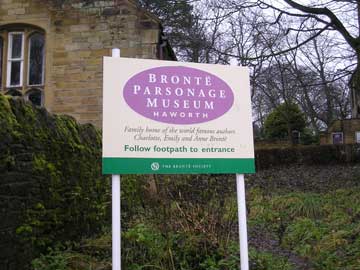 BRONTË
PARSONAGE
MUSEUM
HAWORTH
Family home of the world famous authors
Charlotte, Emily and Anne Brontë
Follow footpath to entrance
THE BRONTË SOCIETY